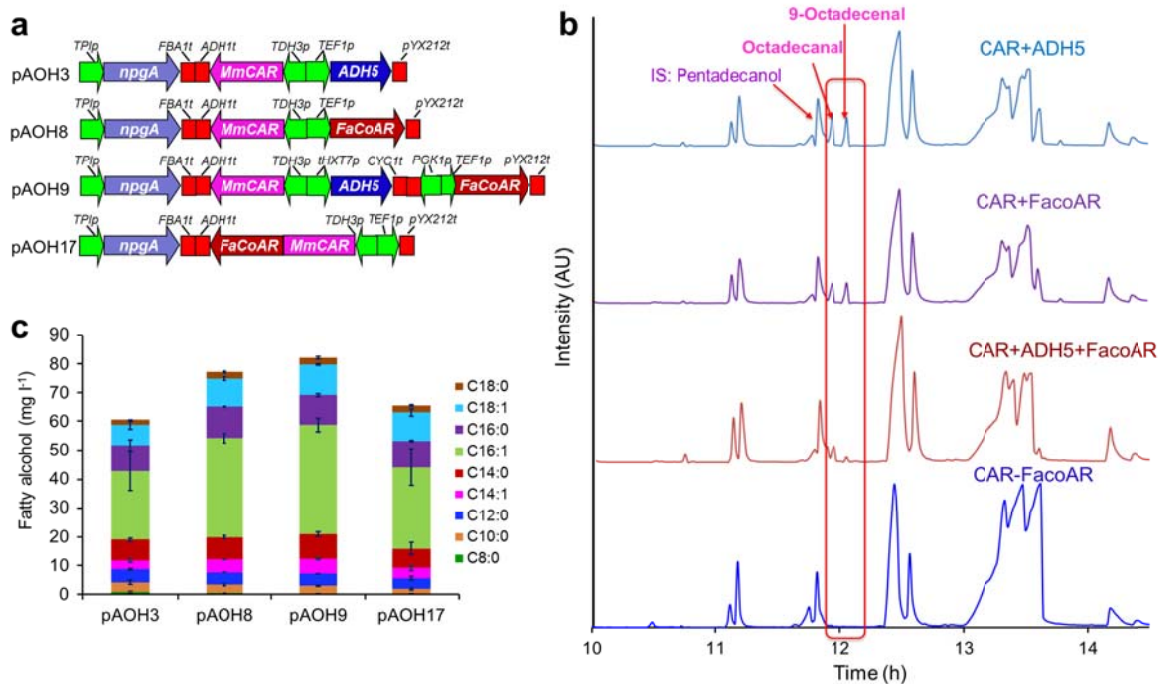 a
TPIp FBA1t ADH1t TDH3p TEF1p pYX212t
pAOH3 npgA MmCAR ADH5
TPIp FBA1t ADH1t TDH3p TEF1p pYX212t
pAOH8 npgA MmCAR FaCoAR
TPIp FBA1t ADH1t TDH3p tHXT7p CYC1t PGK1p TEF1p pYX212t
pAOH9 npgA MmCAR ADH5 FaCoAR
TPIp FBA1t ADH1t TDH3p TEF1p pYX212t
pAOH17 npgA FaCoAR MmCAR
b
9-Octadecenal
Octadecanal
IS: Pentadecanol
CAR+ADH5
CAR+FacoAR
CAR+ADH5+FacoAR
CAR-FacoAR
Intensity (AU)
10 11 12 13 14
Time (h)
c
Fatty alcohol (mg l-1)
90
80
70
60
50
40
30
20
10
0
pAOH3 pAOH8 pAOH9 pAOH17
C18:0
C18:1
C16:0
C16:1
C14:0
C14:1
C12:0
C10:0
C8:0